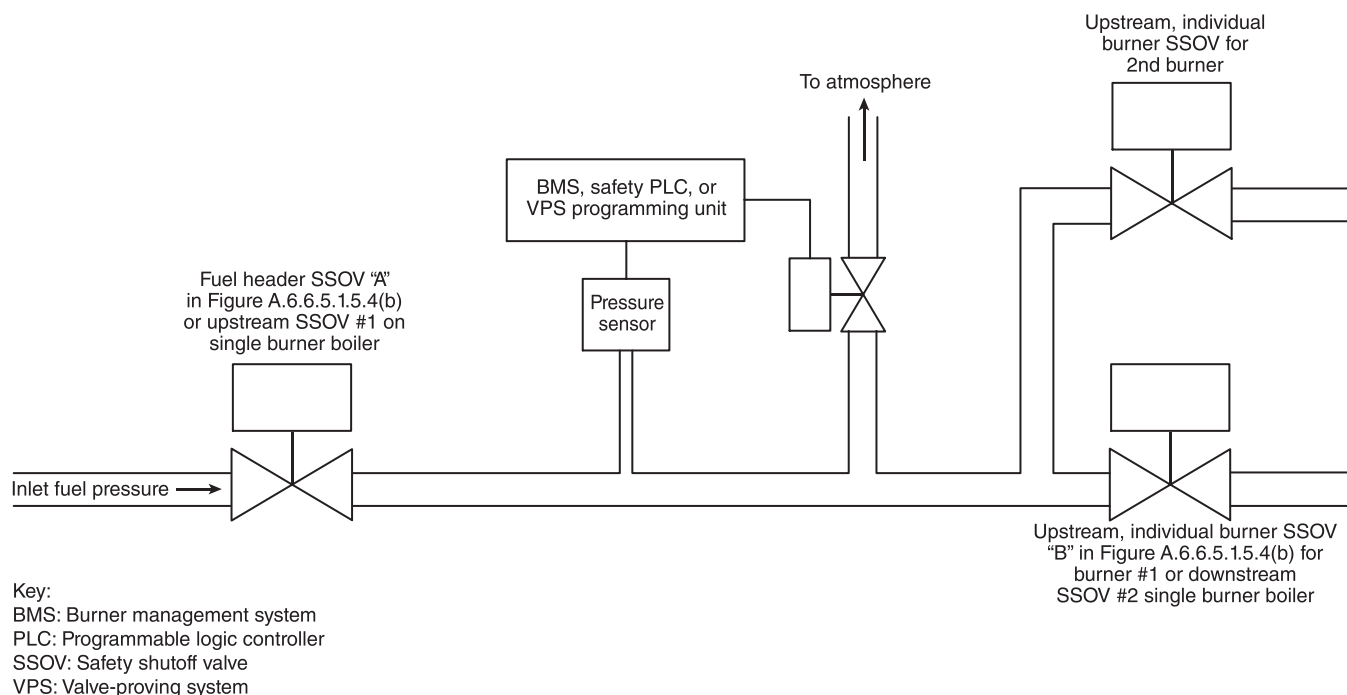 Upstream, individual
burner SSOV for
2nd burner
To atmosphere
BMS, safety PLC, or
VPS programming unit
Fuel header SSOV “A”
in Figure A.6.6.5.1.5.4(b)
or upstream SSOV #1 on
single burner boiler
Pressure
sensor
Inlet fuel pressure
Upstream, individual burner SSOV
“B” in Figure A.6.6.5.1.5.4(b) for
burner #1 or downstream
SSOV #2 single burner boiler
Key:
BMS: Burner management system
PLC: Programmable logic controller
SSOV: Safety shutoff valve
VPS: Valve-proving system